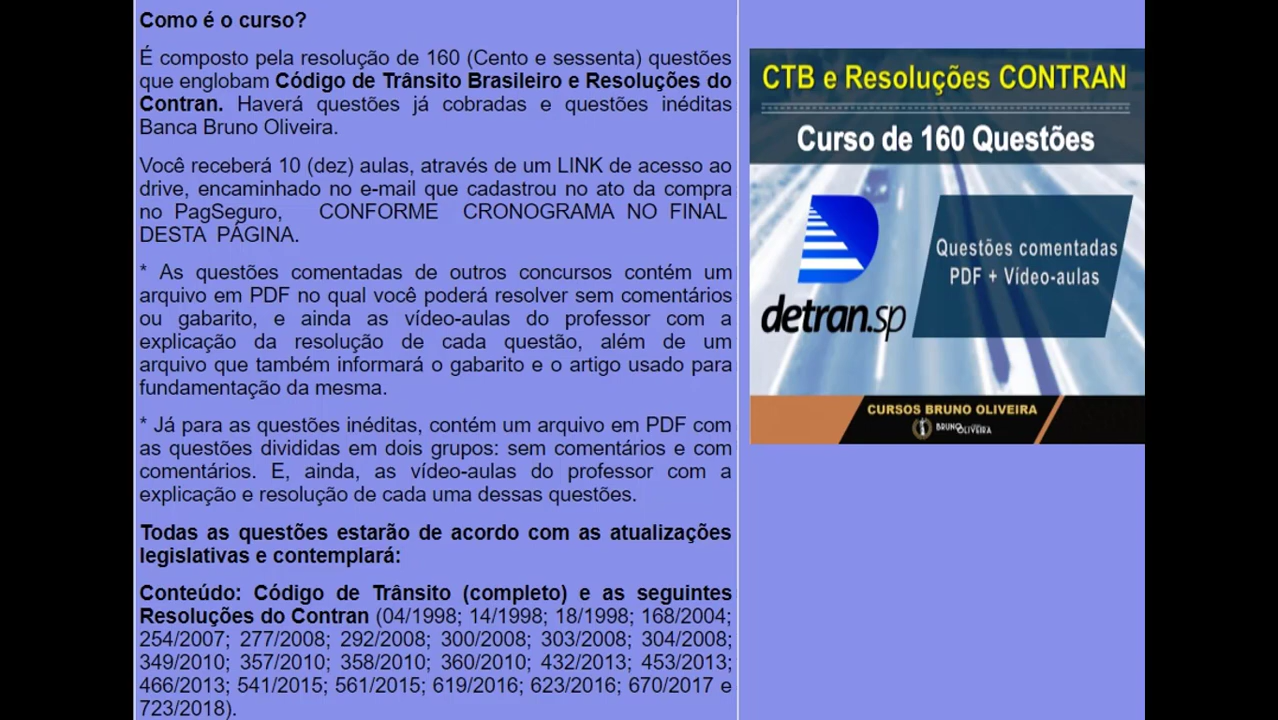 Como é o curso?
É composto pela resolução de 160 (Cento e sessenta) questões
que englobam Código de Trânsito Brasileiro e Resoluções do
Contran. Haverá questões já cobradas e questões inéditas
Banca Bruno Oliveira.
Você receberá 10 (dez) aulas, através de um LINK de acesso ao
drive, encaminhado no e-mail que cadastrou no ato da compra
no PagSeguro, CONFORME CRONOGRAMA NO FINAL
DESTA PÁGINA.
* As questões comentadas de outros concursos contém um
arquivo em PDF no qual você poderá resolver sem comentários
ou gabarito, e ainda as vídeo-aulas do professor com a
explicação da resolução de cada questão, além de um
arquivo que também informará o gabarito e o artigo usado para
fundamentação da mesma.
* Já para as questões inéditas, contém um arquivo em PDF com
as questões divididas em dois grupos: sem comentários e com
comentários. E, ainda, as vídeo-aulas do professor com a
explicação e resolução de cada uma dessas questões.
Todas as questões estarão de acordo com as atualizações
legislativas e contemplará:
Conteúdo: Código de Trânsito (completo) e as seguintes
Resoluções do Contran (04/1998; 14/1998; 18/1998; 168/2004;
254/2007; 277/2008; 292/2008; 300/2008; 303/2008; 304/2008;
349/2010; 357/2010; 358/2010; 360/2010; 432/2013; 453/2013;
466/2013; 541/2015; 561/2015; 619/2016; 623/2016; 670/2017 e
723/2018).
CTB e Resoluções CONTRAN
Curso de 160 Questões
Questões comentadas
PDF + Vídeo-aulas
detran.sp
CURSOS BRUNO OLIVEIRA
BRUNO
OLIVEIRA